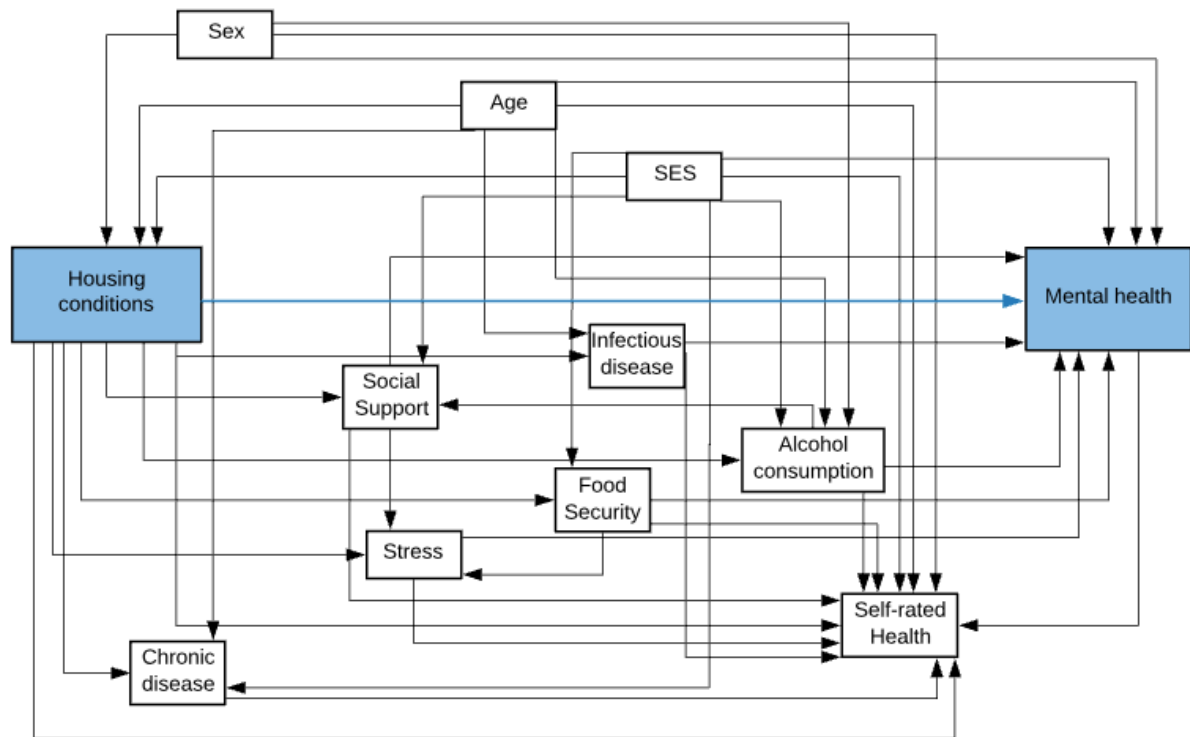 Sex
Age
SES
Housing
conditions
Mental health
Infectious
disease
Social
Support
Alcohol
consumption
Food
Security
Stress
Self-rated
Health
Chronic
disease